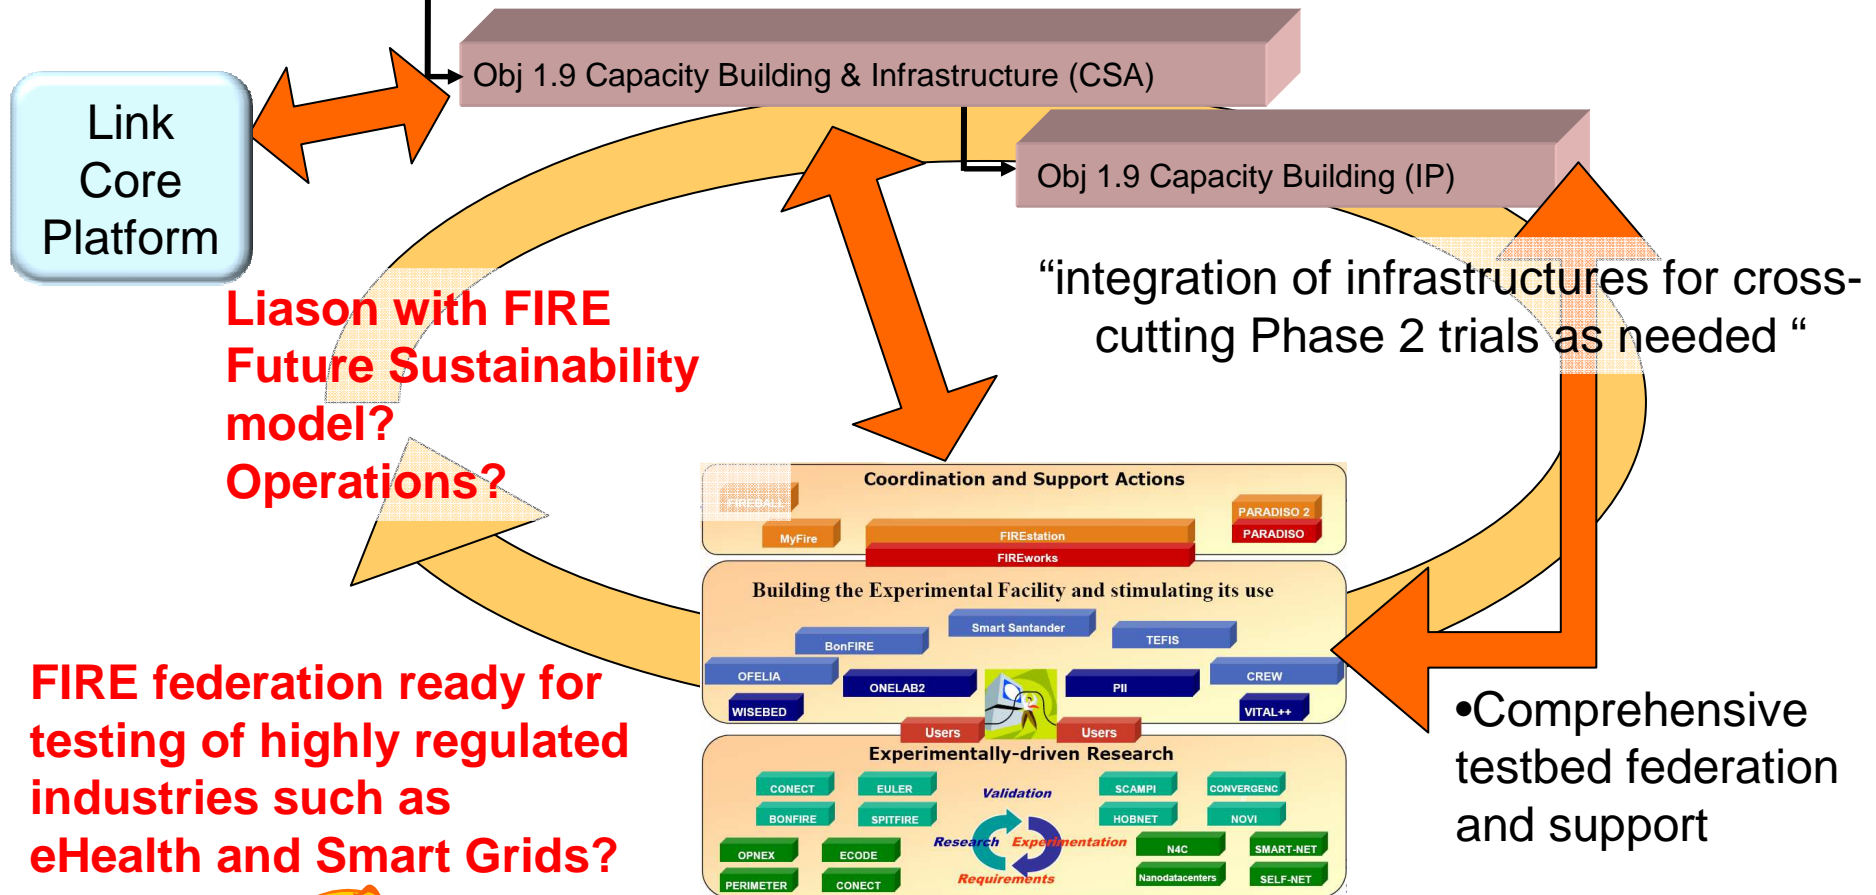 Obj 1.9 Capacity Building & Infrastructure (CSA)
Link
Core
Platform
Obj 1.9 Capacity Building (IP)
“integration of infrastructures for cross-
cutting Phase 2 trials as needed “
Liason with FIRE
Future Sustainability
model?
Operations?
Coordination and Support Actions
FIREBALL
PARADISO 2
MyFire
FIREstation
PARADISO
FIREworks
Building the Experimental Facility and stimulating its use
Smart Santander
BonFIRE
TEFIS
OFELIA
ONELAB2
PII
CREW
WISEBED
VITAL++
Users
Users
Experimentally-driven Research
CONECT
EULER
Validation
SCAMPI
CONVERGENC
BONFIRE
SPITFIRE
HOBNET
NOVI
Research
Experimentation
OPNEX
ECODE
N4C
SMART-NET
Requirements
PERIMETER
CONECT
Nanodatacenters
SELF-NET
FIRE federation ready for
testing of highly regulated
industries such as
eHealth and Smart Grids?
•Comprehensive
testbed federation
and support